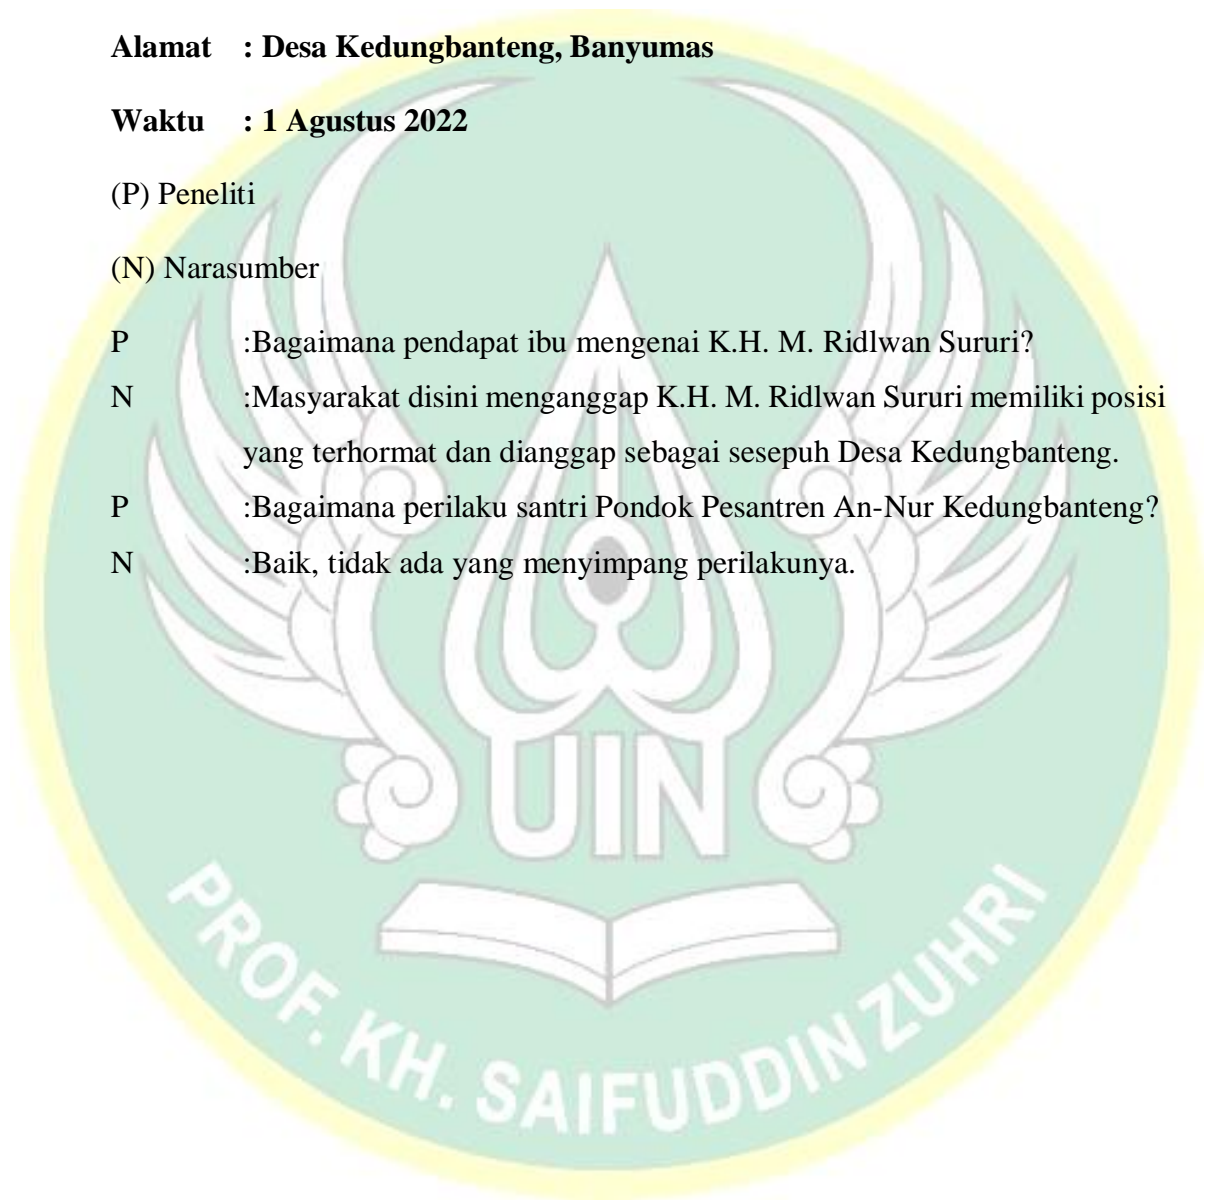 Alamat : Desa Kedungbanteng, Banyumas
Waktu : 1 Agustus 2022
(P) Peneliti
(N) Narasumber
P :Bagaimana pendapat ibu mengenai K.H. M. Ridlwan Sururi?
N :Masyarakat disini menganggap K.H. M. Ridlwan Sururi memiliki posisi
yang terhormat dan dianggap sebagai sesepuh Desa Kedungbanteng.
P :Bagaimana perilaku santri Pondok Pesantren An-Nur Kedungbanteng?
N :Baik, tidak ada yang menyimpang perilakunya.
UIN
PROF. KH. SAIFUDDIN ZUHRI